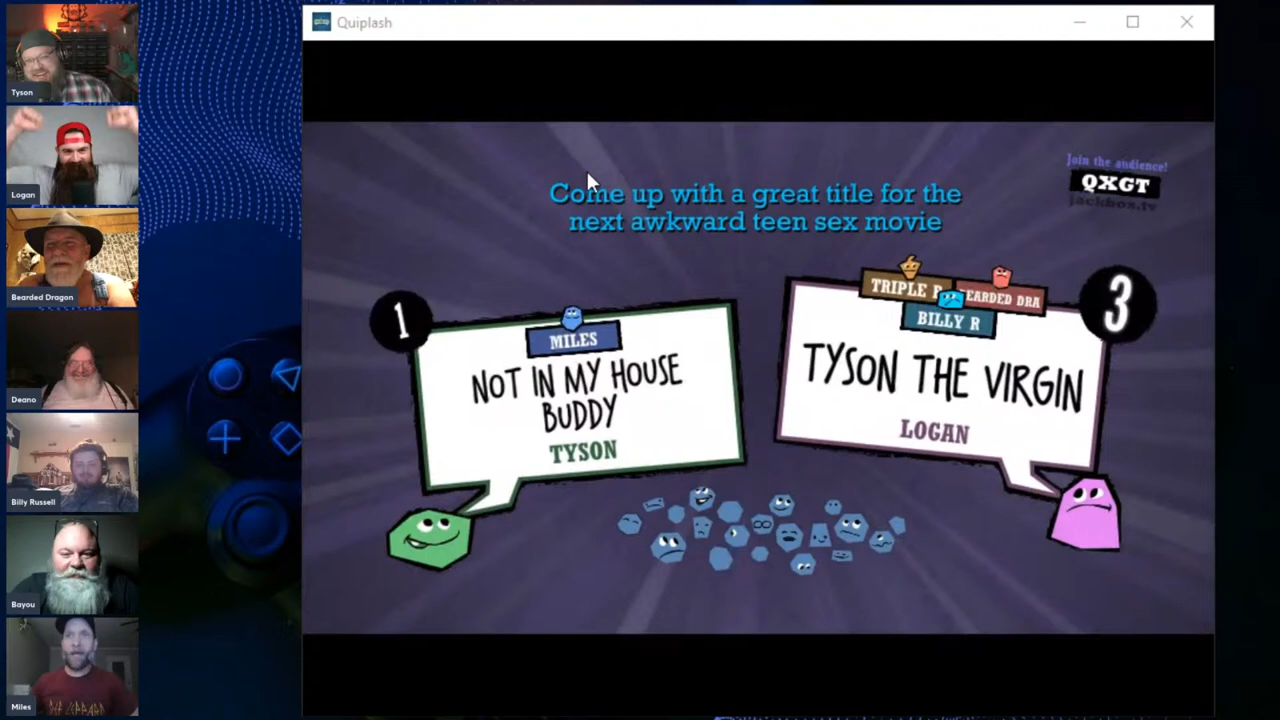 Quiplash
Tyson
Logan
Bearded Dragon
Deano
Billy Russell
Bayou
Miles
Join the audience!
QXGT
jackbox.tv
Come up with a great title for the
next awkward teen sex movie
1
MILES
NOT IN MY HOUSE
BUDDY
TYSON
3
TRIPLE
EARDED DRA
BILLY R
TYSON THE VIRGIN
LOGAN